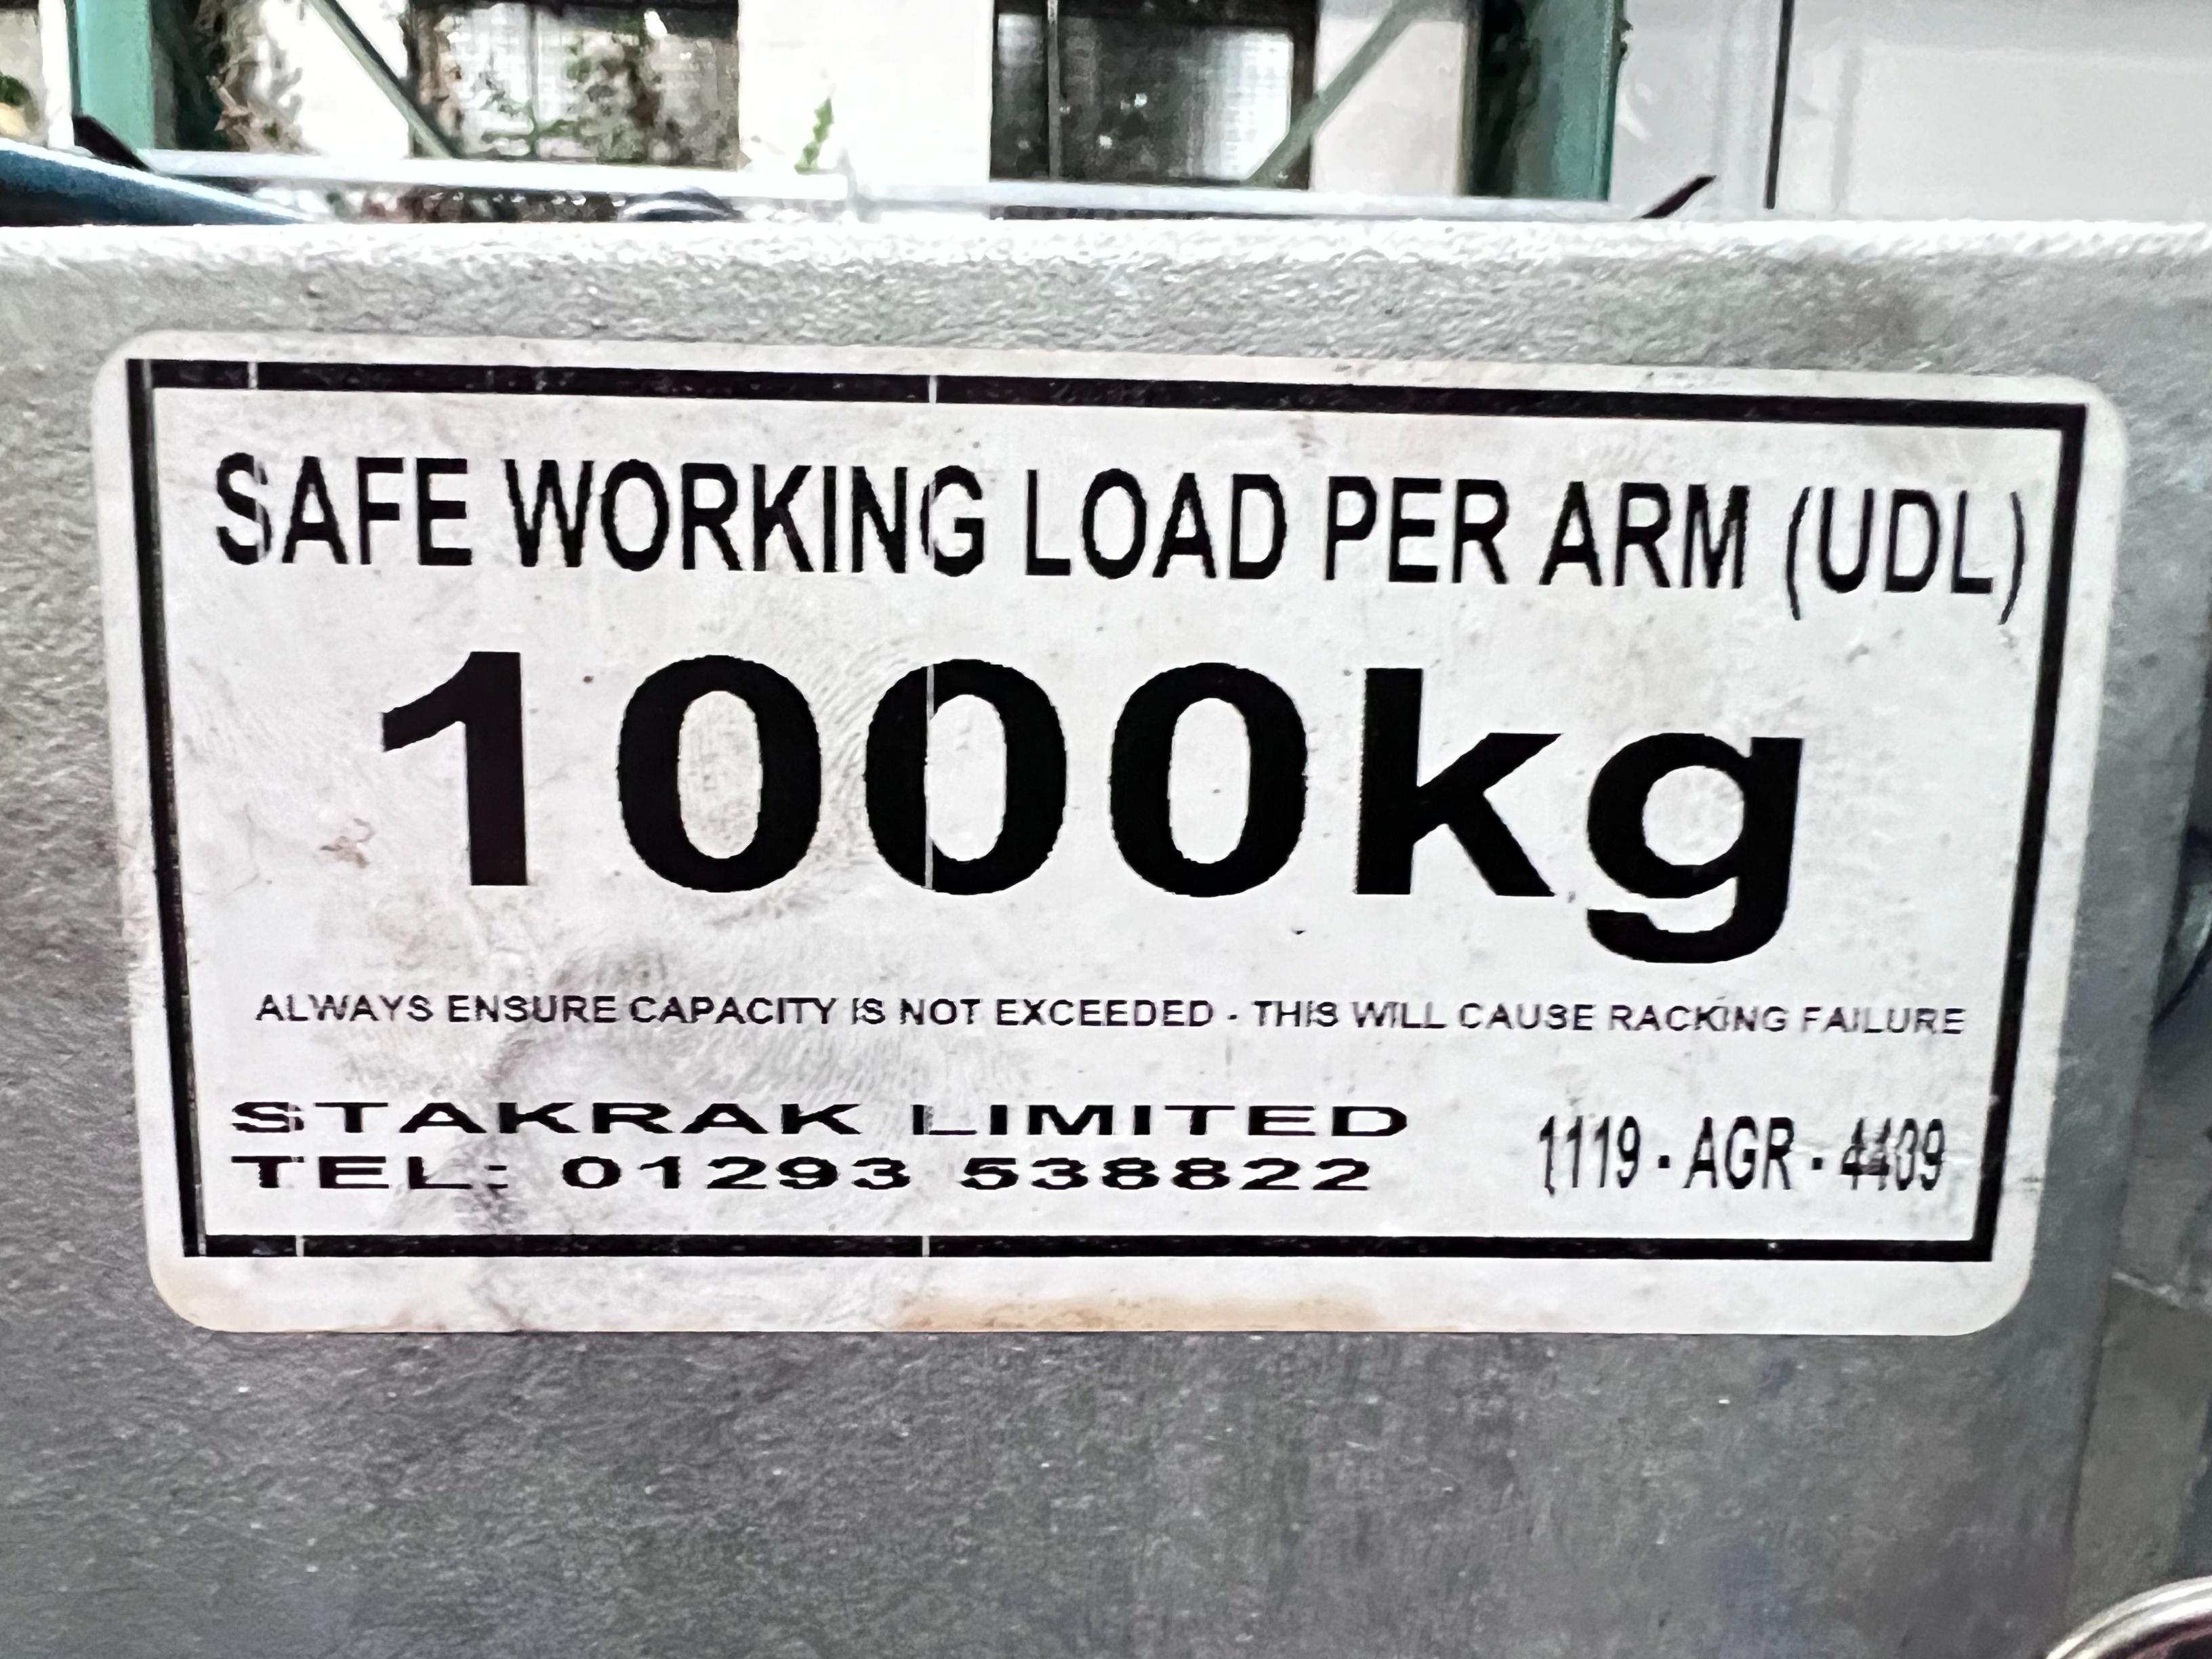 SAFE WORKING LOAD PER ARM (UDL)
1000kg
ALWAYS ENSURE CAPACITY IS NOT EXCEEDED - THIS WILL CAUSE RACKING FAILURE
STAKRAK LIMITED
TEL: 01293 538822
1119 - AGR - 4409